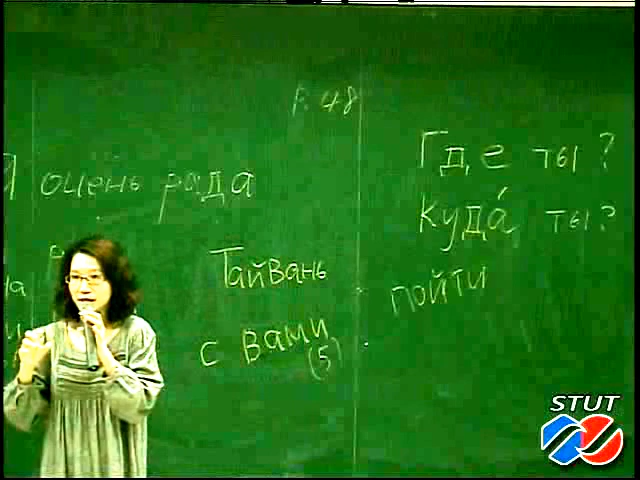 P. 48
Я очень рада
Где ты?
Куда́ ты?
Тайвань
пойти
с вами
(5)
STUT